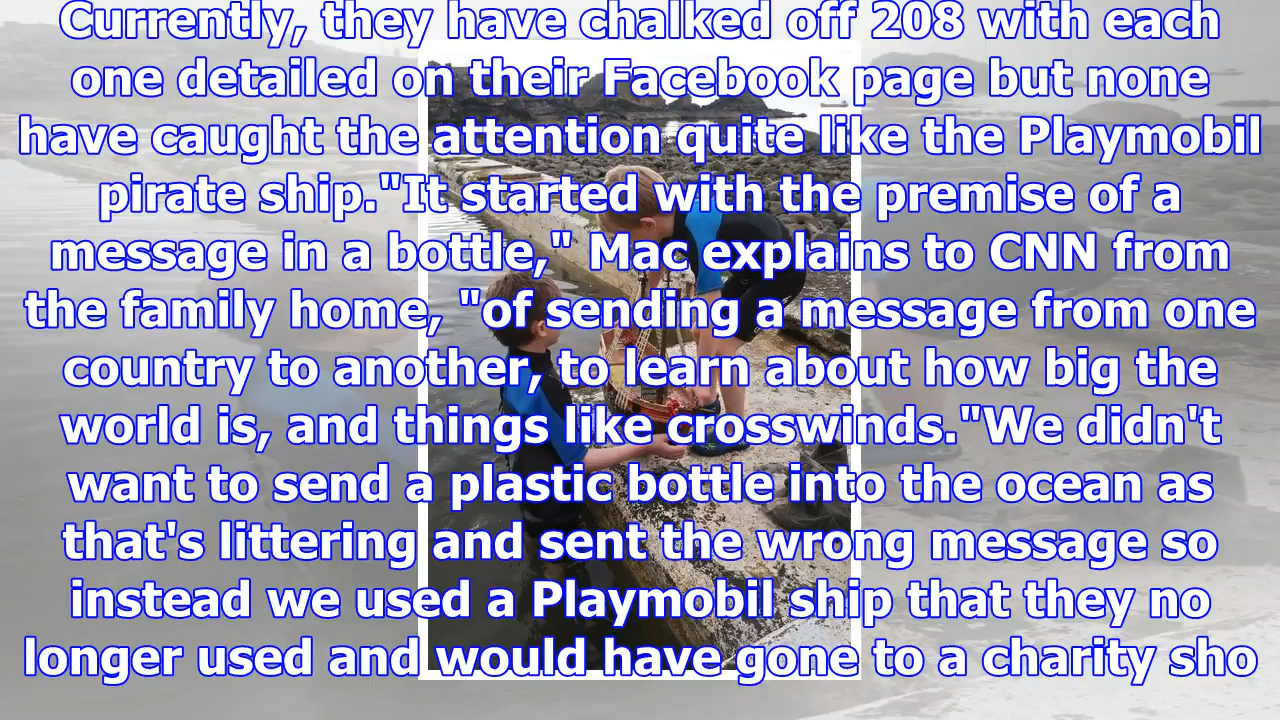 Currently, they have chalked off 208 with each
one detailed on their Facebook page but none
have caught the attention quite like the Playmobil
pirate ship."It started with the premise of a
message in a bottle," Mac explains to CNN from
the family home, "of sending a message from one
country to another, to learn about how big the
world is, and things like crosswinds."We didn't
want to send a plastic bottle into the ocean as
that's littering and sent the wrong message so
instead we used a Playmobil ship that they no
longer used and would have gone to a charity sho